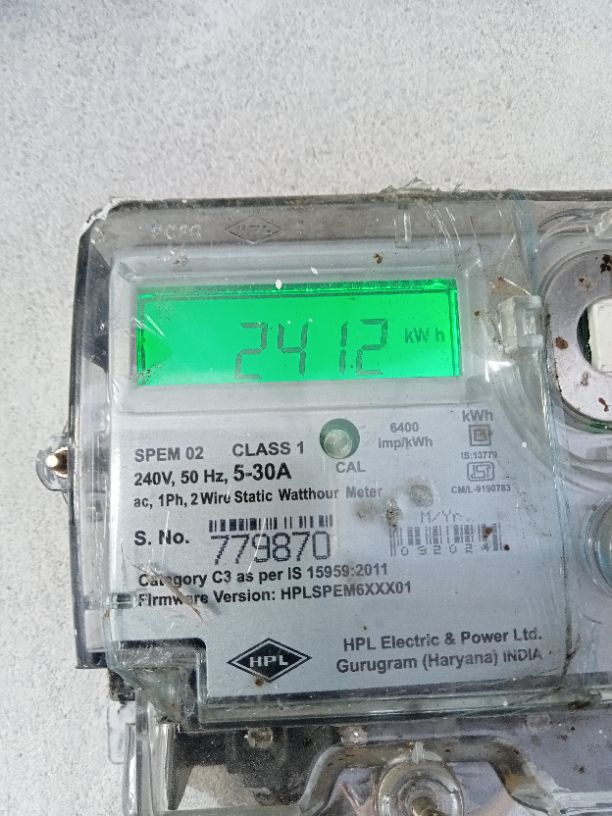 2412 kWh
SPEM 02 CLASS 1
6400 imp/kWh
kWh
240V, 50 Hz, 5-30A
CAL
IS:13779
ac, 1Ph, 2 Wire Static Watthour Meter
CM/L-9190783
M/Yr.
S. No. 779870
092024
Category C3 as per IS 15959:2011
Firmware Version: HPLSPEM6XXX01
HPL
HPL Electric & Power Ltd.
Gurugram (Haryana) INDIA